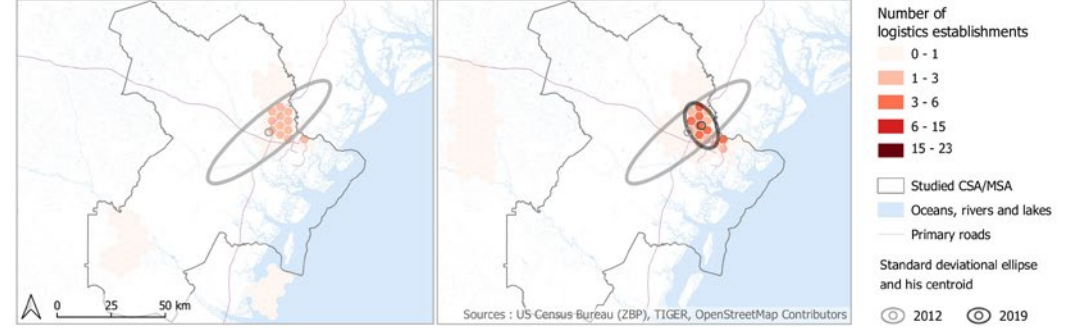 Number of
logistics establishments
0 - 1
1 - 3
3 - 6
6 - 15
15 - 23
Studied CSA/MSA
Oceans, rivers and lakes
Primary roads
Standard deviational ellipse
and his centroid
2012 2019
0 25 50 km
Sources : US Census Bureau (ZBP), TIGER, OpenStreetMap Contributors